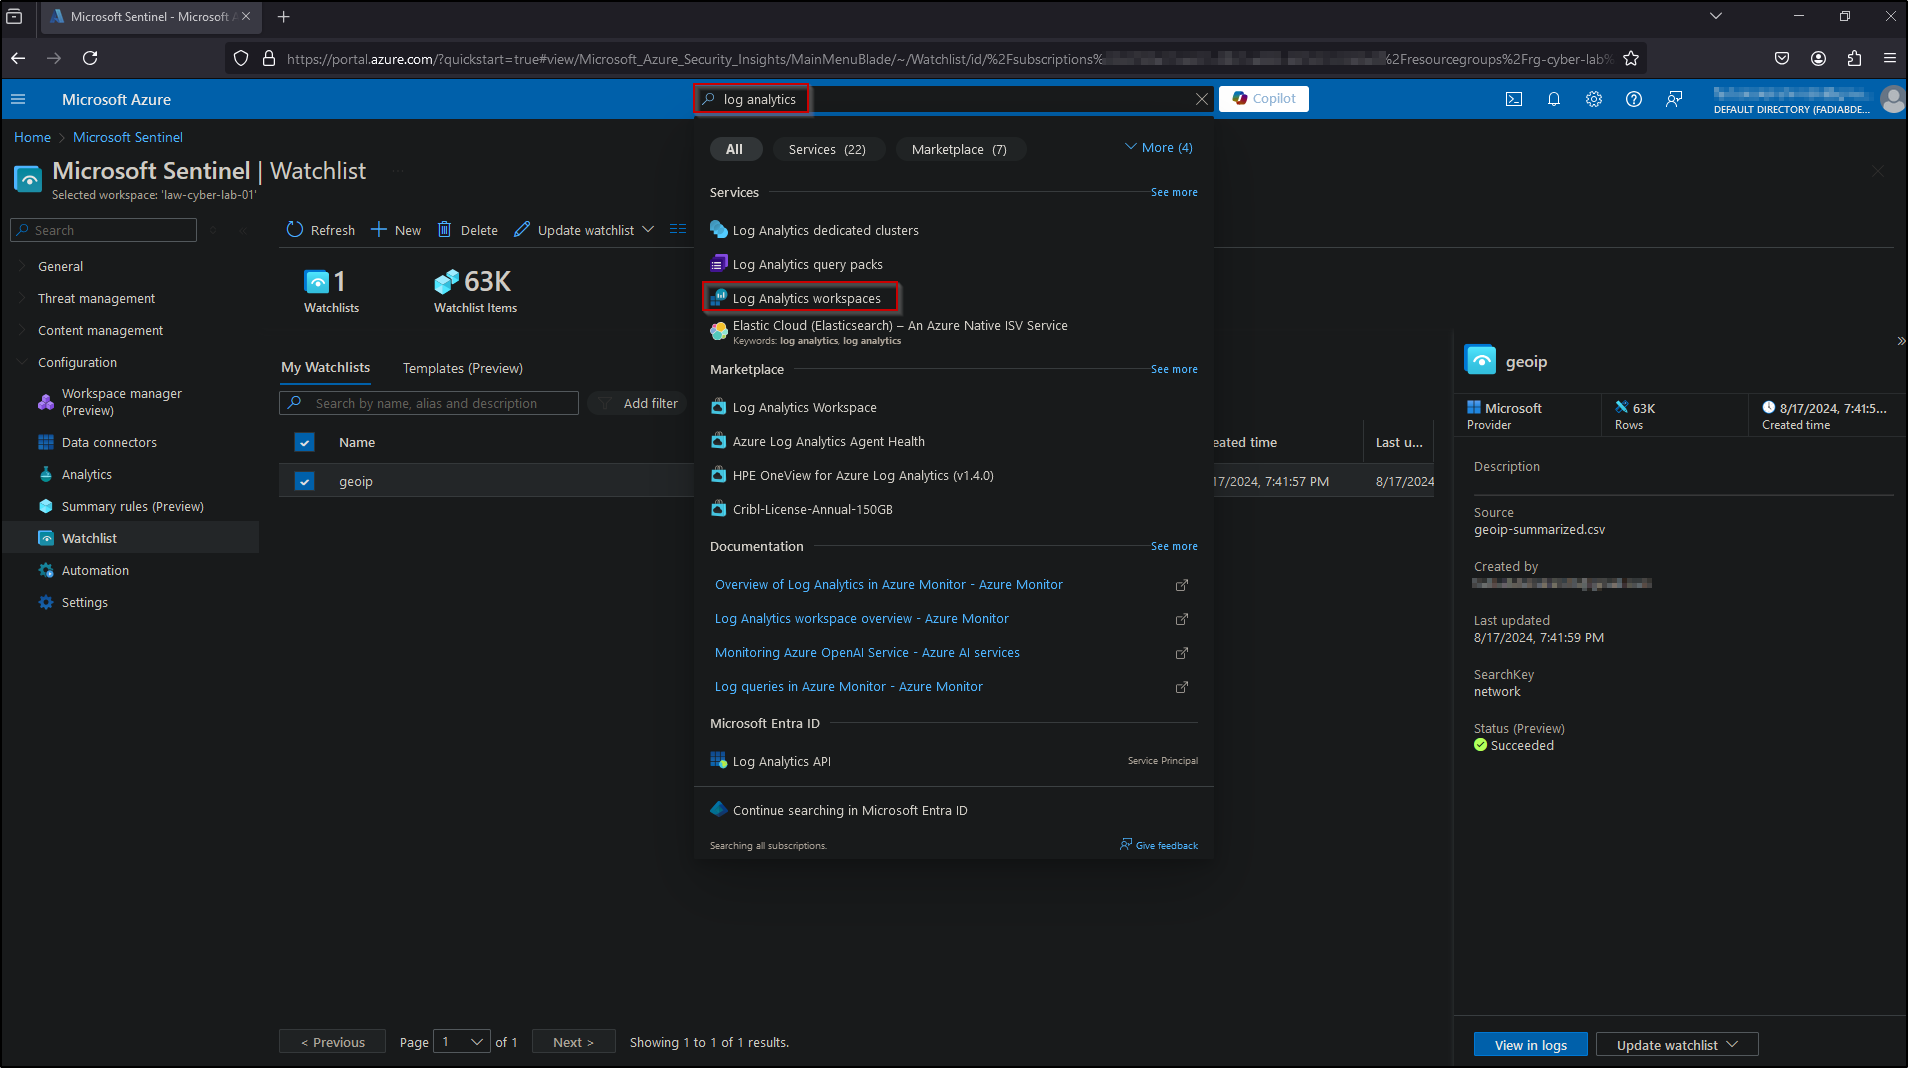 Microsoft Sentinel - Microsoft A
https://portal.azure.com/?quickstart=true#view/Microsoft_Azure_Security_Insights/MainMenuBlade/~/Watchlist/id/%2Fsubscriptions% %2Fresourcegroups%2Frg-cyber-lab%
Microsoft Azure
log analytics
Copilot
DEFAULT DIRECTORY (FADIABDE...
Home > Microsoft Sentinel
Microsoft Sentinel | Watchlist
Selected workspace: 'law-cyber-lab-01'
Search
General
Threat management
Content management
Configuration
Workspace manager
(Preview)
Data connectors
Analytics
Summary rules (Preview)
Watchlist
Automation
Settings
Refresh
New
Delete
Update watchlist
1
Watchlists
63K
Watchlist Items
My Watchlists
Templates (Preview)
Search by name, alias and description
Add filter
Name
eated time
Last u...
geoip
17/2024, 7:41:57 PM
8/17/2024
< Previous
Page 1 of 1
Next >
Showing 1 to 1 of 1 results.
All
Services (22)
Marketplace (7)
More (4)
Services
See more
Log Analytics dedicated clusters
Log Analytics query packs
Log Analytics workspaces
Elastic Cloud (Elasticsearch) – An Azure Native ISV Service
Keywords: log analytics, log analytics
Marketplace
See more
Log Analytics Workspace
Azure Log Analytics Agent Health
HPE OneView for Azure Log Analytics (v1.4.0)
Cribl-License-Annual-150GB
Documentation
See more
Overview of Log Analytics in Azure Monitor - Azure Monitor
Log Analytics workspace overview - Azure Monitor
Monitoring Azure OpenAI Service - Azure AI services
Log queries in Azure Monitor - Azure Monitor
Microsoft Entra ID
Log Analytics API
Service Principal
Continue searching in Microsoft Entra ID
Searching all subscriptions.
Give feedback
geoip
Microsoft
Provider
63K
Rows
8/17/2024, 7:41:5...
Created time
Description
Source
geoip-summarized.csv
Created by
Last updated
8/17/2024, 7:41:59 PM
SearchKey
network
Status (Preview)
Succeeded
View in logs
Update watchlist